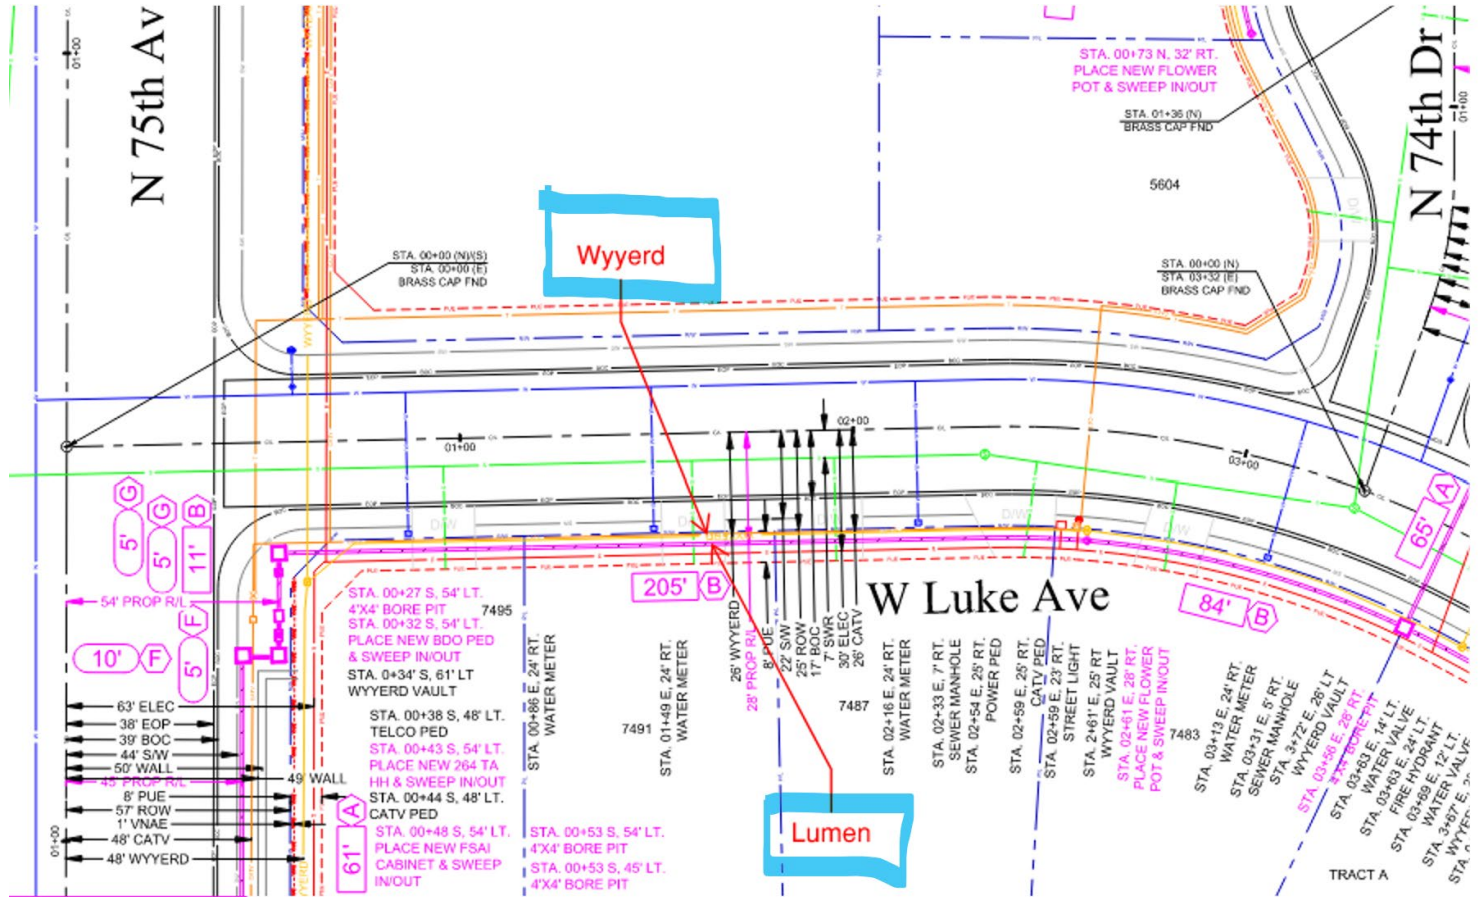 N 75th Av
N 74th Dr
01+00
01+00
STA. 00+73 N, 32' RT.
PLACE NEW FLOWER
POT & SWEEP IN/OUT
STA. 01+36 (N)
BRASS CAP FND
5604
Wyyerd
STA. 00+00 (N)/(S)
STA. 00+00 (E)
BRASS CAP FND
STA. 00+00 (N)
STA. 03+32 (E)
BRASS CAP FND
01+00
02+00
03+00
D/W
D/W
D/W
D/W
G
5'
G
5'
B
11'
A
65'
54' PROP R/L
10'
F
F
5'
205'
B
W Luke Ave
84'
B
STA. 00+27 S, 54' LT.
4'X4' BORE PIT
STA. 00+32 S, 54' LT.
PLACE NEW BDO PED
& SWEEP IN/OUT
STA. 0+34' S, 61' LT
WYYERD VAULT
STA. 00+38 S, 48' LT.
TELCO PED
STA. 00+43 S, 54' LT.
PLACE NEW 264 TA
HH & SWEEP IN/OUT
STA. 00+44 S, 48' LT.
CATV PED
STA. 00+48 S, 54' LT.
PLACE NEW FSAI
CABINET & SWEEP
IN/OUT
STA. 00+53 S, 54' LT.
4'X4' BORE PIT
STA. 00+53 S, 45' LT.
4'X4' BORE PIT
7495
STA. 00+86 E, 24' RT.
WATER METER
7491
STA. 01+49 E, 24' RT.
WATER METER
26' WYYERD
28' PROP R/L
8' PUE
22' S/W
25' ROW
17' BOC
7' SWR
30' ELEC
26' CATV
7487
STA. 02+16 E, 24' RT.
WATER METER
STA. 02+33 E, 7' RT.
SEWER MANHOLE
STA. 02+54 E, 25' RT.
POWER PED
STA. 02+59 E, 25' RT.
CATV PED
STA. 02+59 E, 23' RT.
STREET LIGHT
STA. 2+61 E, 25' RT
WYYERD VAULT
STA. 02+61 E, 28' RT.
PLACE NEW FLOWER
POT & SWEEP IN/OUT
7483
STA. 03+13 E, 24' RT.
WATER METER
STA. 03+31 E, 5' RT.
SEWER MANHOLE
STA. 3+72' E, 26' LT
WYYERD VAULT
STA. 03+56 E, 28' RT.
4'X4' BORE PIT
STA. 03+63 E, 14' LT.
WATER VALVE
STA. 03+63 E, 24' LT.
FIRE HYDRANT
STA. 03+69 E, 12' LT.
WATER VALVE
63' ELEC
38' EOP
39' BOC
44' S/W
50' WALL
45' PROP R/L
49' WALL
8' PUE
57' ROW
1' VNAE
48' CATV
48' WYYERD
01+00
A
61'
Lumen
TRACT A